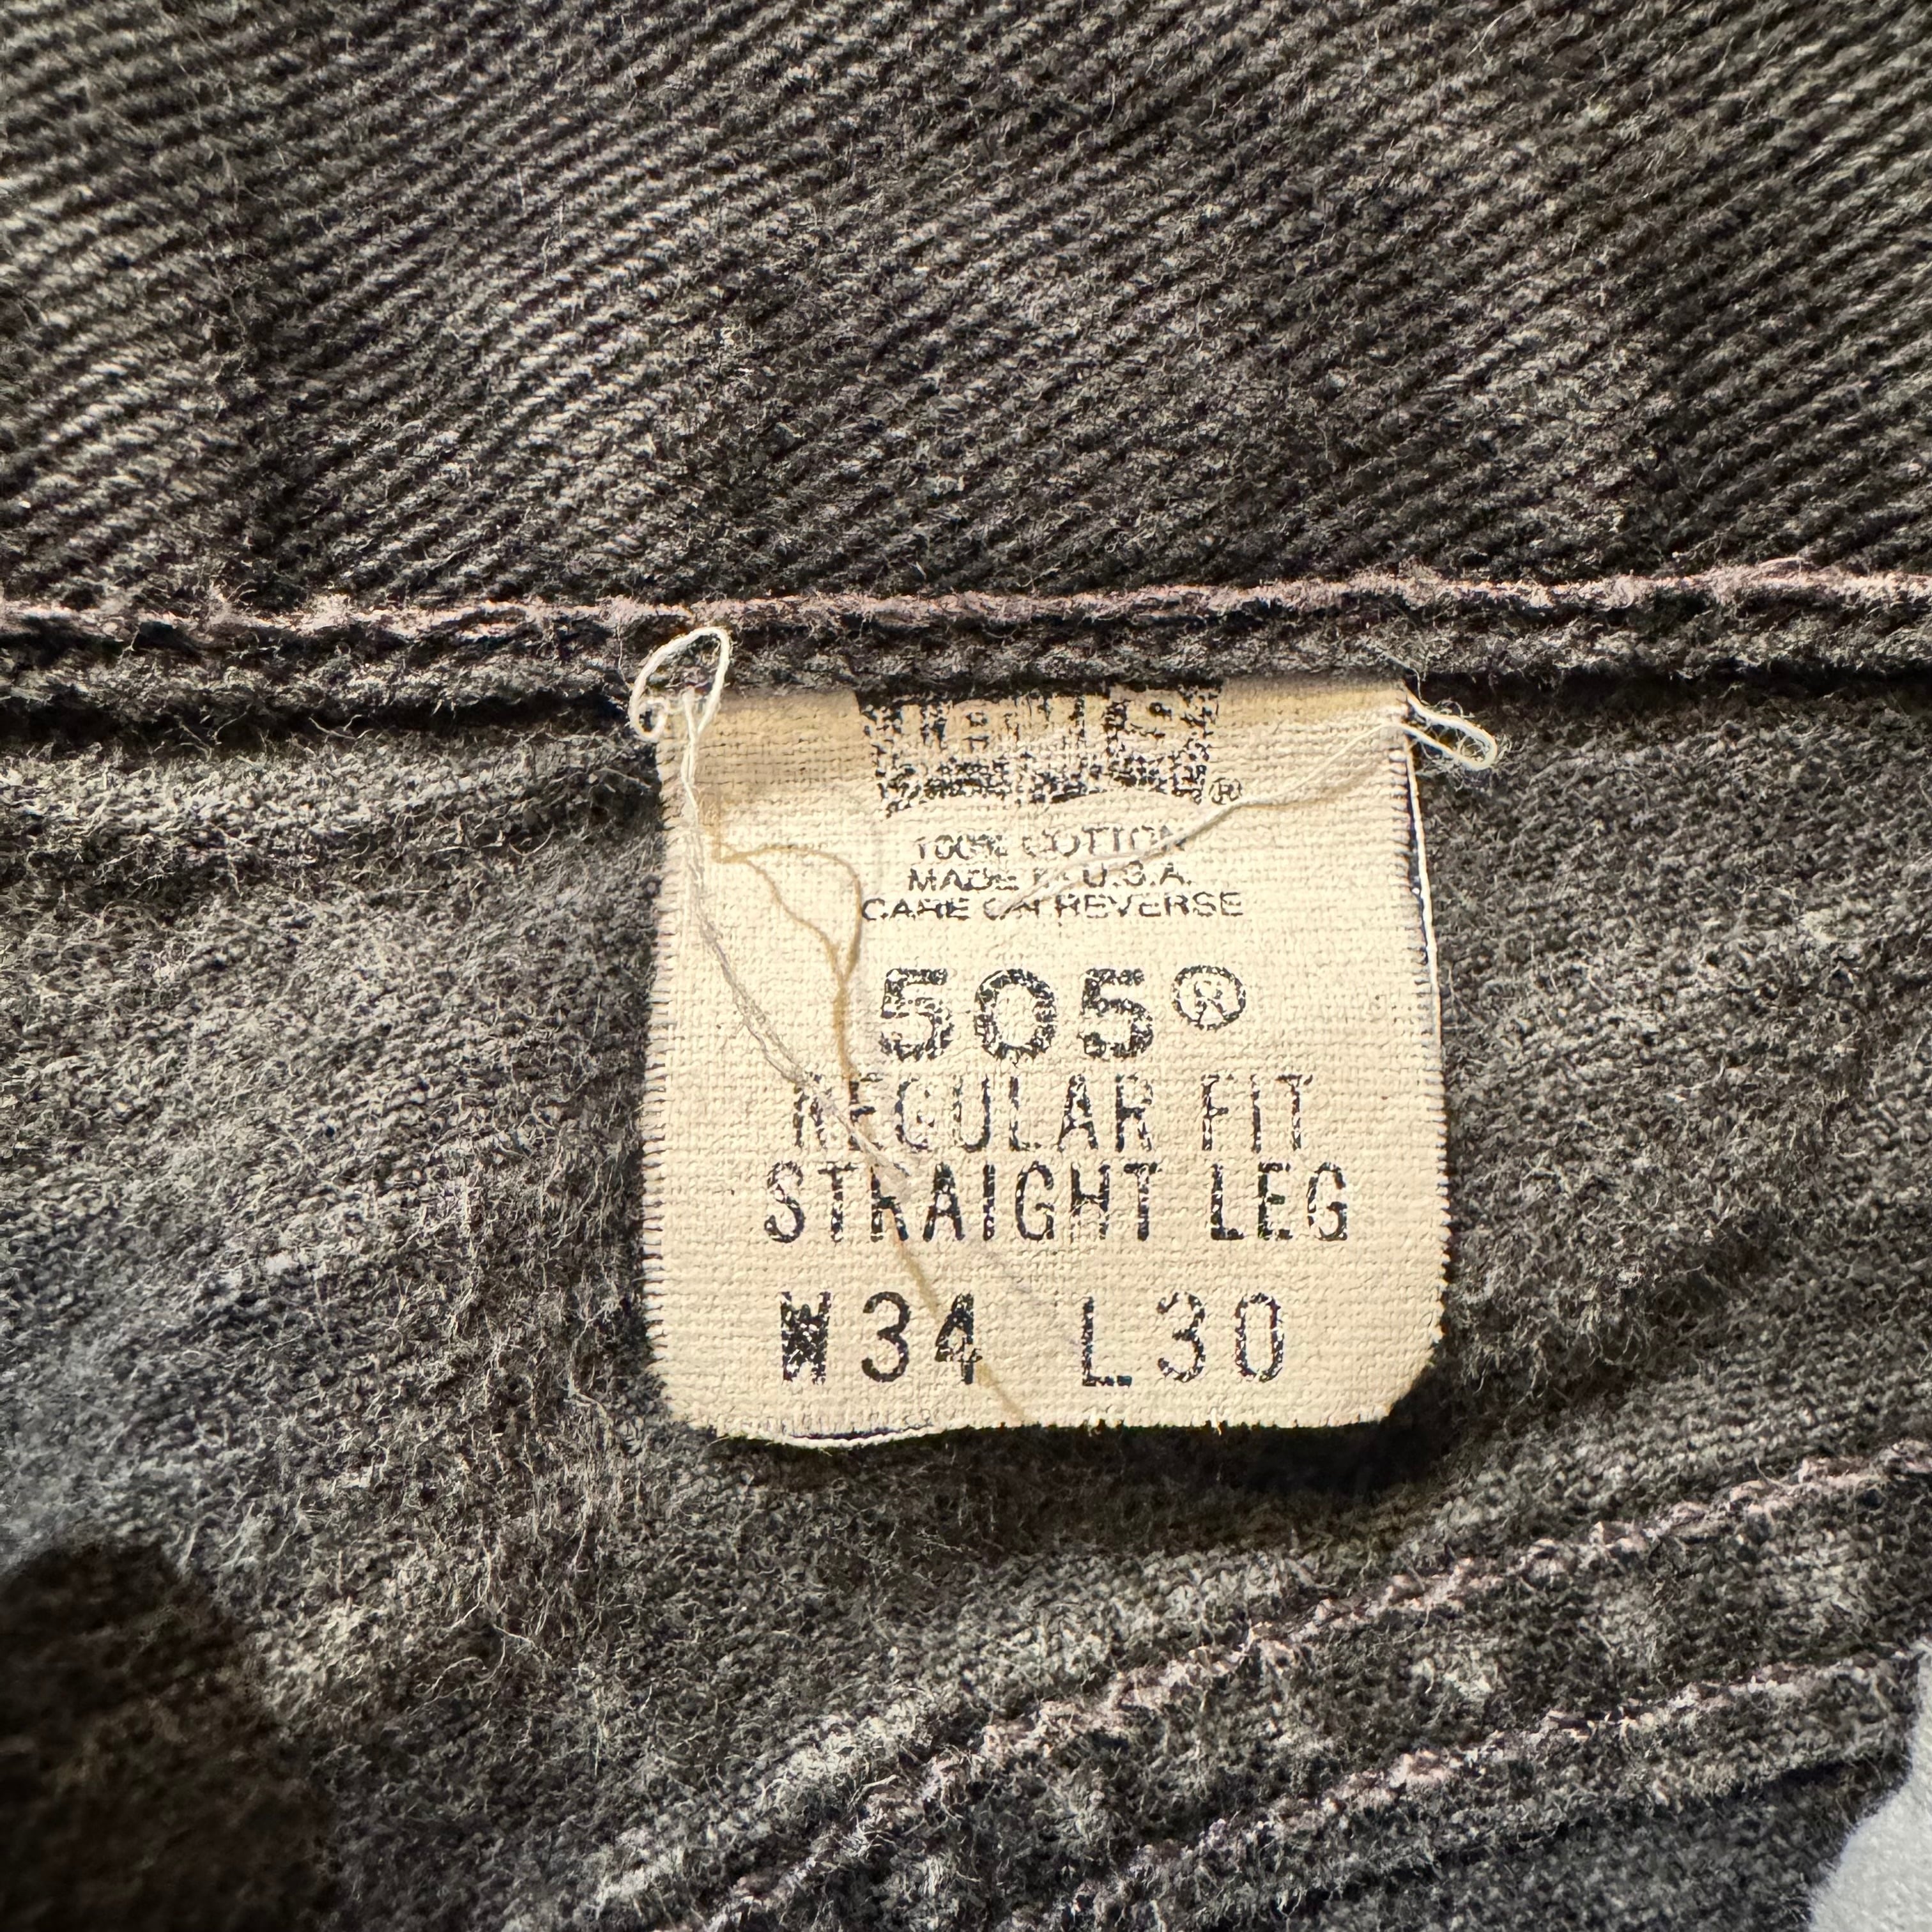 ®
100% COTTON
MADE IN U.S.A.
CARE ON REVERSE
505®
REGULAR FIT
STRAIGHT LEG
W34 L30